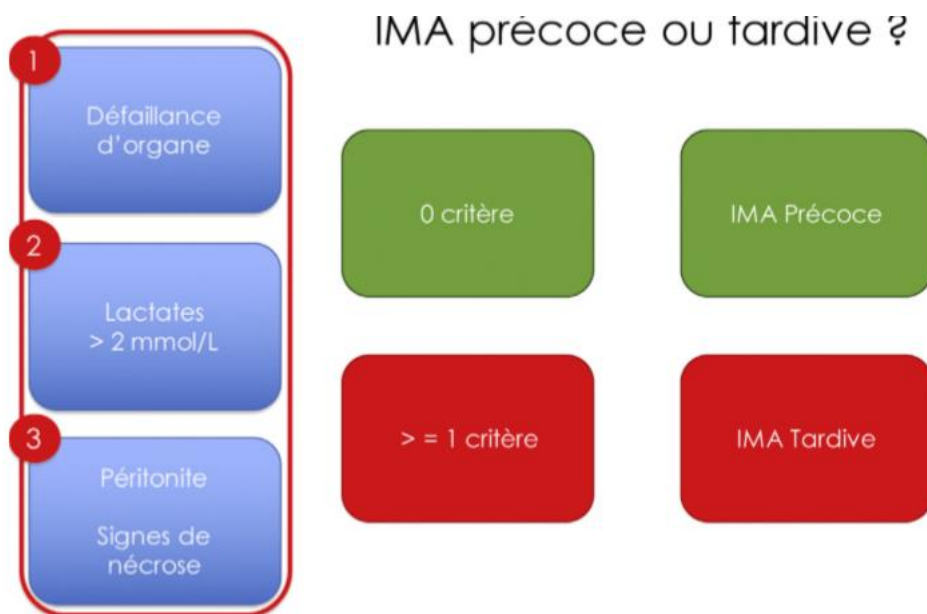 IMA précoce ou tardive ?
1
Défaillance
d'organe
2
Lactates
> 2 mmol/L
3
Péritonite
Signes de
nécrose
0 critère
IMA Précoce
> = 1 critère
IMA Tardive